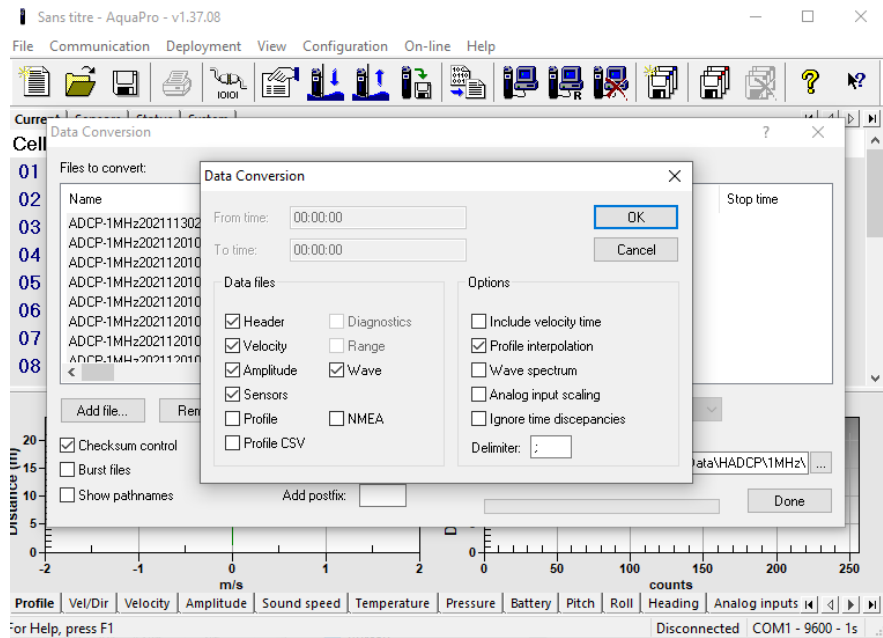 Sans titre - AquaPro - v1.37.08
File Communication Deployment View Configuration On-line Help
Data Conversion
Cell
01
02
03
04
05
06
07
08
Files to convert:
Name
Stop time
ADCP-1MHz202111302
ADCP-1MHz202112010
ADCP-1MHz202112010
ADCP-1MHz202112010
ADCP-1MHz202112010
ADCP-1MHz202112010
ADCP-1MHz202112010
ADCP-1MHz202112010
Add file...
Checksum control
Burst files
Show pathnames
Add postfix:
Data\HADCP\1MHz\ ...
Done
Data Conversion
From time: 00:00:00
OK
To time: 00:00:00
Cancel
Data files
Header Diagnostics
Velocity Range
Amplitude Wave
Sensors
Profile NMEA
Profile CSV
Options
Include velocity time
Profile interpolation
Wave spectrum
Analog input scaling
Ignore time discepancies
Delimiter: ;
Distance (m)
20
15
10
5
0
-2 -1 0 1 2
m/s
0
0 50 100 150 200 250
counts
Profile Vel/Dir Velocity Amplitude Sound speed Temperature Pressure Battery Pitch Roll Heading Analog inputs
For Help, press F1
Disconnected COM1 - 9600 - 1s